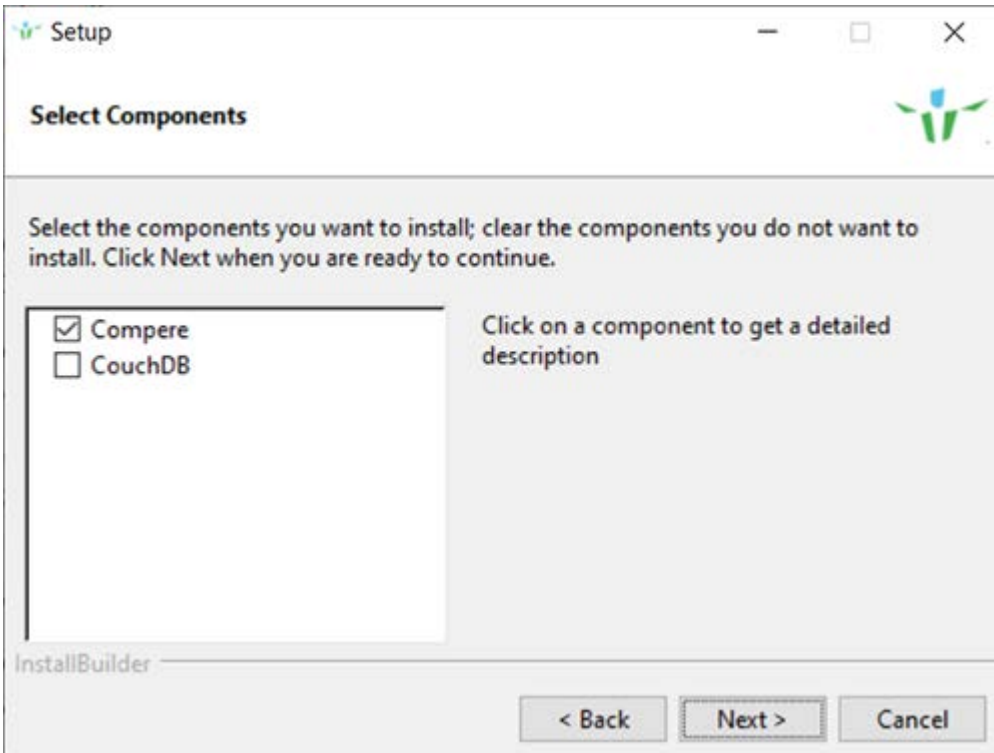 Setup
Select Components
Select the components you want to install; clear the components you do not want to
install. Click Next when you are ready to continue.
Compere
CouchDB
Click on a component to get a detailed
description
InstallBuilder
< Back
Next >
Cancel